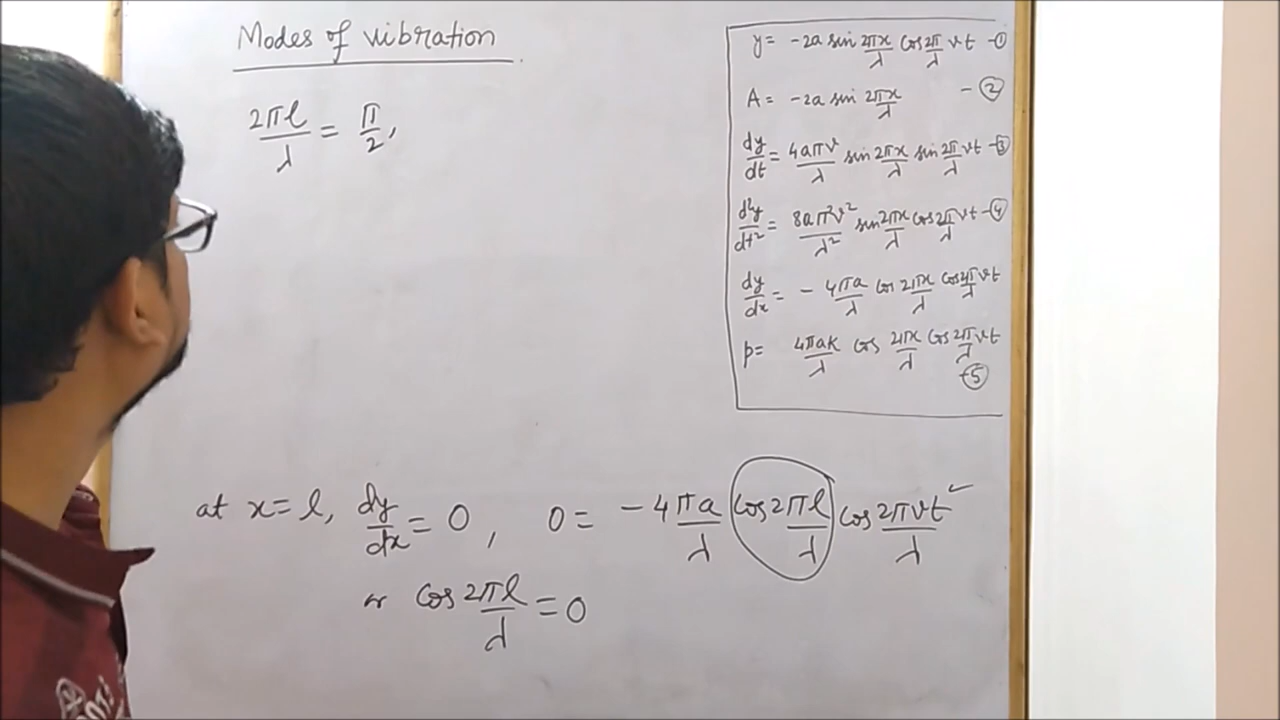 Modes of vibration
2πl/λ = π/2,
y = -2a sin 2πx/λ cos 2π/λ vt -①
A = -2a sin 2πx/λ -②
dy/dt = 4aπv/λ sin 2πx/λ sin 2π/λ vt -③
d²y/dt² = 8aπ²v²/λ² sin 2πx/λ cos 2π/λ vt -④
dy/dx = - 4πa/λ cos 2πx/λ cos 2π/λ vt
p = 4πak/λ cos 2πx/λ cos 2π/λ vt
-⑤
at x = l, dy/dx = 0, 0 = -4πa/λ cos 2πl/λ cos 2πvt/λ
or cos 2πl/λ = 0